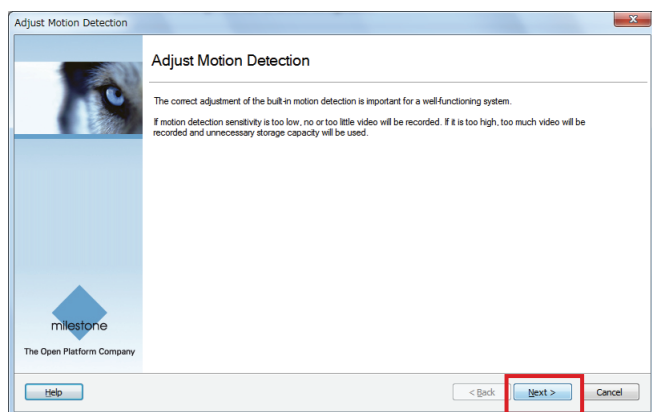 Adjust Motion Detection
Adjust Motion Detection
The correct adjustment of the built-in motion detection is important for a well-functioning system.
If motion detection sensitivity is too low, no or too little video will be recorded. If it is too high, too much video will be
recorded and unnecessary storage capacity will be used.
milestone
The Open Platform Company
Help
< Back
Next >
Cancel